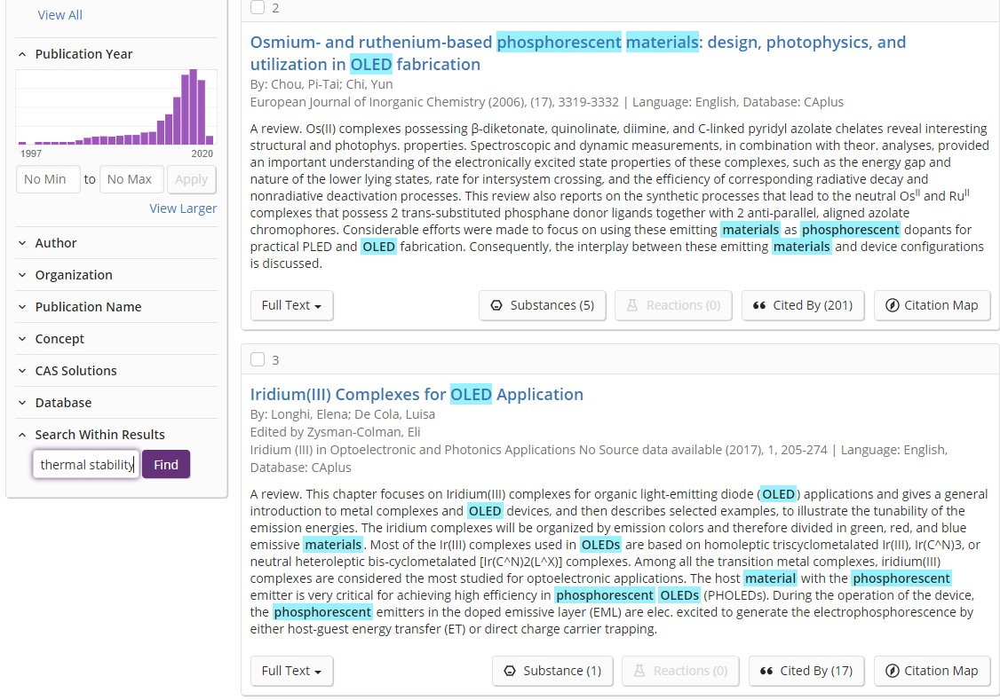 View All
Publication Year
1997 2020
No Min to No Max Apply
View Larger
Author
Organization
Publication Name
Concept
CAS Solutions
Database
Search Within Results
thermal stability Find
2
Osmium- and ruthenium-based phosphorescent materials: design, photophysics, and
utilization in OLED fabrication
By: Chou, Pi-Tai; Chi, Yun
European Journal of Inorganic Chemistry (2006), (17), 3319-3332 | Language: English, Database: CAplus
A review. Os(II) complexes possessing β-diketonate, quinolinate, diimine, and C-linked pyridyl azolate chelates reveal interesting
structural and photophys. properties. Spectroscopic and dynamic measurements, in combination with theor. analyses, provided
an important understanding of the electronically excited state properties of these complexes, such as the energy gap and
nature of the lower lying states, rate for intersystem crossing, and the efficiency of corresponding radiative decay and
nonradiative deactivation processes. This review also reports on the synthetic processes that lead to the neutral Osᴵᴵ and Ruᴵᴵ
complexes that possess 2 trans-substituted phosphane donor ligands together with 2 anti-parallel, aligned azolate
chromophores. Considerable efforts were made to focus on using these emitting materials as phosphorescent dopants for
practical PLED and OLED fabrication. Consequently, the interplay between these emitting materials and device configurations
is discussed.
Full Text Substances (5) Reactions (0) Cited By (201) Citation Map
3
Iridium(III) Complexes for OLED Application
By: Longhi, Elena; De Cola, Luisa
Edited by Zysman-Colman, Eli
Iridium (III) in Optoelectronic and Photonics Applications No Source data available (2017), 1, 205-274 | Language: English,
Database: CAplus
A review. This chapter focuses on Iridium(III) complexes for organic light-emitting diode (OLED) applications and gives a general
introduction to metal complexes and OLED devices, and then describes selected examples, to illustrate the tunability of the
emission energies. The iridium complexes will be organized by emission colors and therefore divided in green, red, and blue
emissive materials. Most of the Ir(III) complexes used in OLEDs are based on homoleptic triscyclometalated Ir(III), Ir(C^N)3, or
neutral heteroleptic bis-cyclometalated [Ir(C^N)2(L^X)] complexes. Among all the transition metal complexes, iridium(III)
complexes are considered the most studied for optoelectronic applications. The host material with the phosphorescent
emitter is very critical for achieving high efficiency in phosphorescent OLEDs (PHOLEDs). During the operation of the device,
the phosphorescent emitters in the doped emissive layer (EML) are elec. excited to generate the electrophosphorescence by
either host-guest energy transfer (ET) or direct charge carrier trapping.
Full Text Substance (1) Reactions (0) Cited By (17) Citation Map